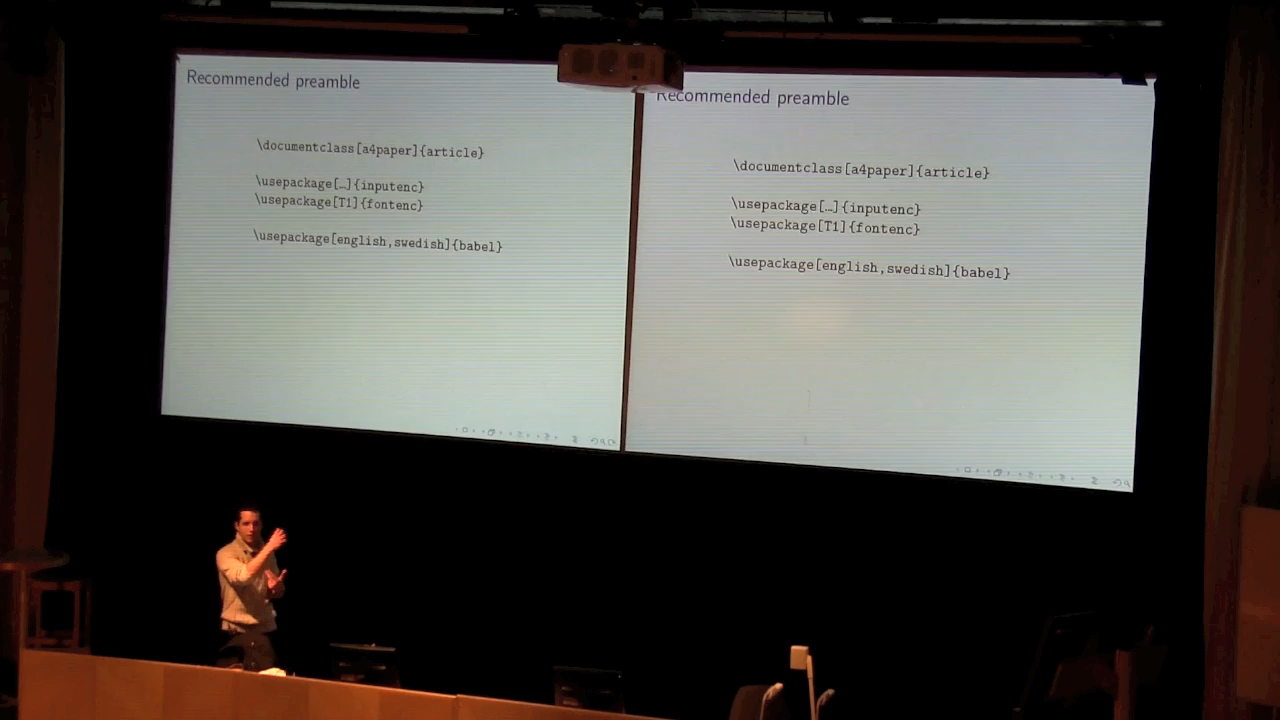 Recommended preamble
\documentclass[a4paper]{article}
\usepackage[…]{inputenc}
\usepackage[T1]{fontenc}
\usepackage[english,swedish]{babel}
Recommended preamble
\documentclass[a4paper]{article}
\usepackage[…]{inputenc}
\usepackage[T1]{fontenc}
\usepackage[english,swedish]{babel}